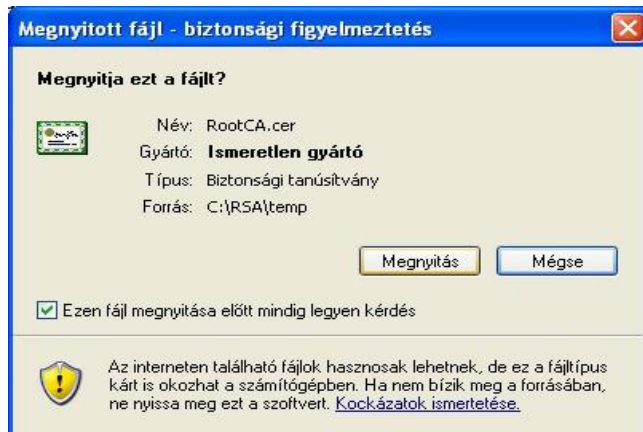 Megnyitott fájl - biztonsági figyelmeztetés
Megnyitja ezt a fájlt?
Név: RootCA.cer
Gyártó: Ismeretlen gyártó
Típus: Biztonsági tanúsítvány
Forrás: C:\RSA\temp
Megnyitás Mégse
Ezen fájl megnyitása előtt mindig legyen kérdés
Az interneten található fájlok hasznosak lehetnek, de ez a fájltípus
kárt is okozhat a számítógépben. Ha nem bízik meg a forrásában,
ne nyissa meg ezt a szoftvert. Kockázatok ismertetése.